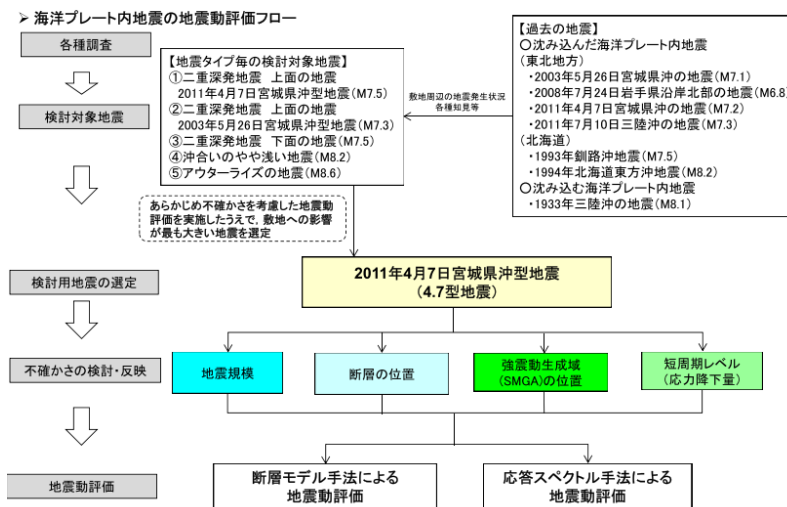 ➢ 海洋プレート内地震の地震動評価フロー
各種調査
検討対象地震
検討用地震の選定
不確かさの検討・反映
地震動評価
【地震タイプ毎の検討対象地震】
①二重深発地震 上面の地震
2011年4月7日宮城県沖型地震(M7.5)
②二重深発地震 上面の地震
2003年5月26日宮城県沖型地震(M7.3)
③二重深発地震 下面の地震(M7.5)
④沖合いのやや浅い地震(M8.2)
⑤アウターライズの地震(M8.6)
敷地周辺の地震発生状況
各種知見等
【過去の地震】
〇沈み込んだ海洋プレート内地震
(東北地方)
・2003年5月26日宮城県沖の地震(M7.1)
・2008年7月24日岩手県沿岸北部の地震(M6.8)
・2011年4月7日宮城県沖の地震(M7.2)
・2011年7月10日三陸沖の地震(M7.3)
(北海道)
・1993年釧路沖地震(M7.5)
・1994年北海道東方沖地震(M8.2)
〇沈み込む海洋プレート内地震
・1933年三陸沖の地震(M8.1)
あらかじめ不確かさを考慮した地震動
評価を実施したうえで，敷地への影響
が最も大きい地震を選定
2011年4月7日宮城県沖型地震
(4.7型地震)
地震規模
断層の位置
強震動生成域
(SMGA)の位置
短周期レベル
(応力降下量)
断層モデル手法による
地震動評価
応答スペクトル手法による
地震動評価